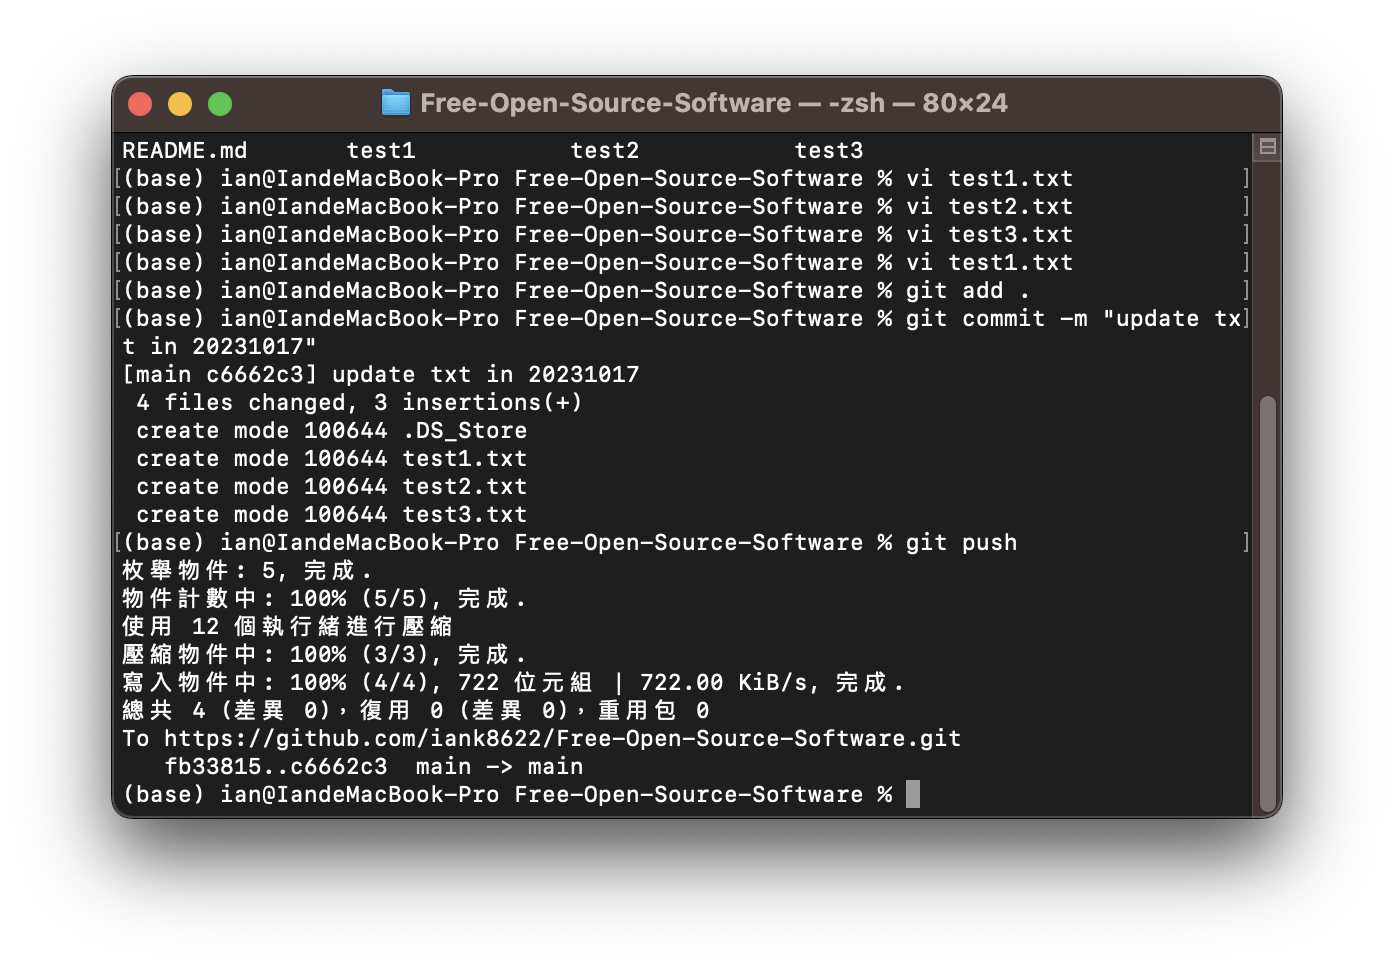 Free-Open-Source-Software — -zsh — 80×24
README.md test1 test2 test3
[(base) ian@IandeMacBook-Pro Free-Open-Source-Software % vi test1.txt ]
[(base) ian@IandeMacBook-Pro Free-Open-Source-Software % vi test2.txt ]
[(base) ian@IandeMacBook-Pro Free-Open-Source-Software % vi test3.txt ]
[(base) ian@IandeMacBook-Pro Free-Open-Source-Software % vi test1.txt ]
[(base) ian@IandeMacBook-Pro Free-Open-Source-Software % git add . ]
[(base) ian@IandeMacBook-Pro Free-Open-Source-Software % git commit -m "update tx]
t in 20231017"
[main c6662c3] update txt in 20231017
 4 files changed, 3 insertions(+)
 create mode 100644 .DS_Store
 create mode 100644 test1.txt
 create mode 100644 test2.txt
 create mode 100644 test3.txt
[(base) ian@IandeMacBook-Pro Free-Open-Source-Software % git push ]
枚舉物件: 5, 完成.
物件計數中: 100% (5/5), 完成.
使用 12 個執行緒進行壓縮
壓縮物件中: 100% (3/3), 完成.
寫入物件中: 100% (4/4), 722 位元組 | 722.00 KiB/s, 完成.
總共 4 (差異 0)，復用 0 (差異 0)，重用包 0
To https://github.com/iank8622/Free-Open-Source-Software.git
   fb33815..c6662c3  main -> main
(base) ian@IandeMacBook-Pro Free-Open-Source-Software %